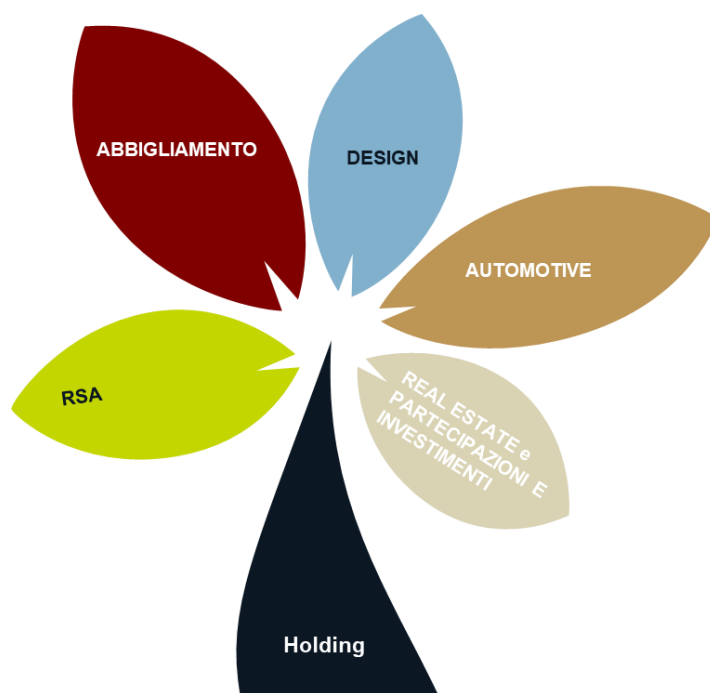 ABBIGLIAMENTO
DESIGN
AUTOMOTIVE
RSA
REAL ESTATE e
PARTECIPAZIONI E
INVESTIMENTI
Holding